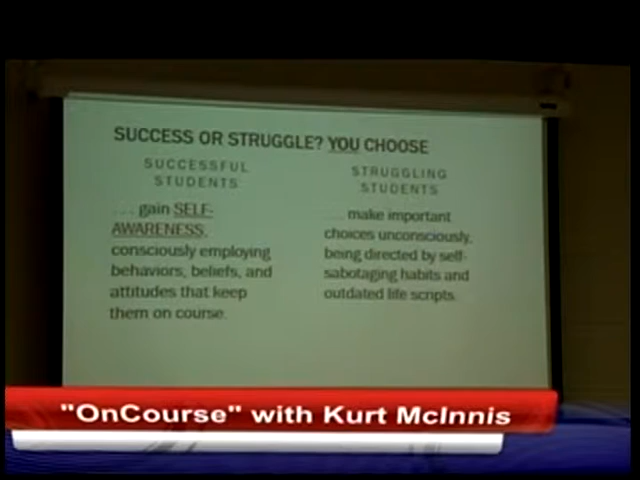 SUCCESS OR STRUGGLE? YOU CHOOSE
SUCCESSFUL
STUDENTS
... gain SELF-
AWARENESS,
consciously employing
behaviors, beliefs, and
attitudes that keep
them on course.
STRUGGLING
STUDENTS
... make important
choices unconsciously,
being directed by self-
sabotaging habits and
outdated life scripts.
"OnCourse" with Kurt McInnis